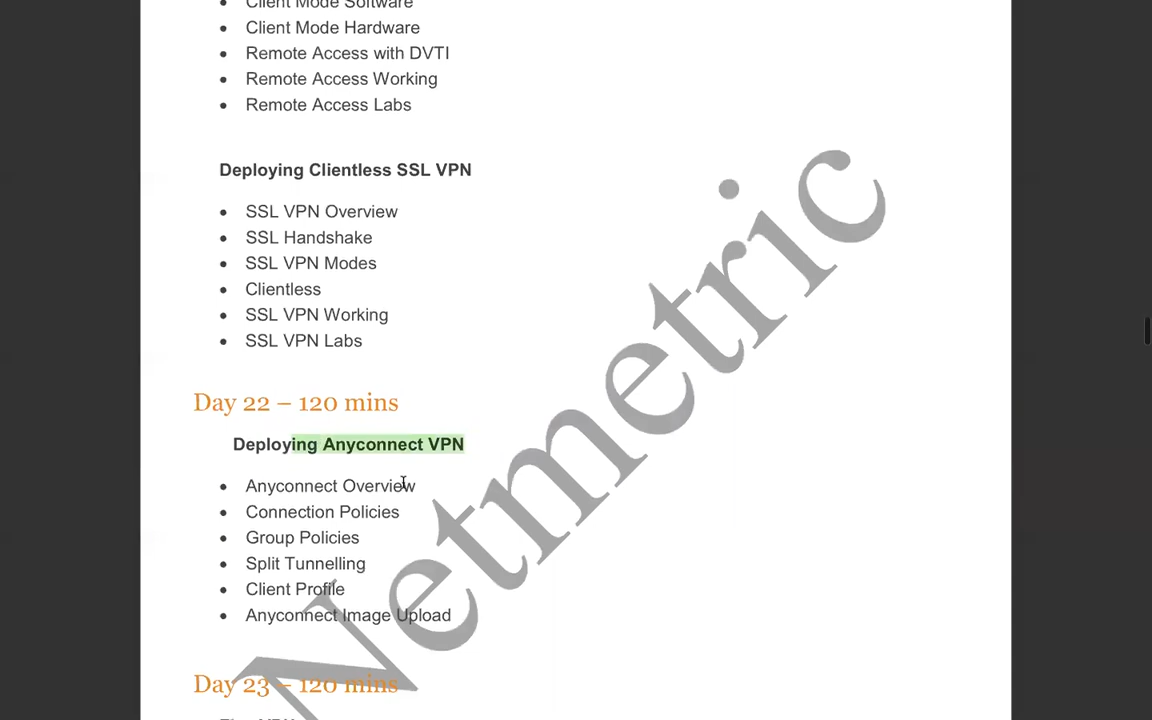 Client Mode Software
Client Mode Hardware
Remote Access with DVTI
Remote Access Working
Remote Access Labs
Deploying Clientless SSL VPN
SSL VPN Overview
SSL Handshake
SSL VPN Modes
Clientless
SSL VPN Working
SSL VPN Labs
Day 22 – 120 mins
Deploying Anyconnect VPN
Anyconnect Overview
Connection Policies
Group Policies
Split Tunnelling
Client Profile
Anyconnect Image Upload
Day 23 – 120 mins
Netmetric